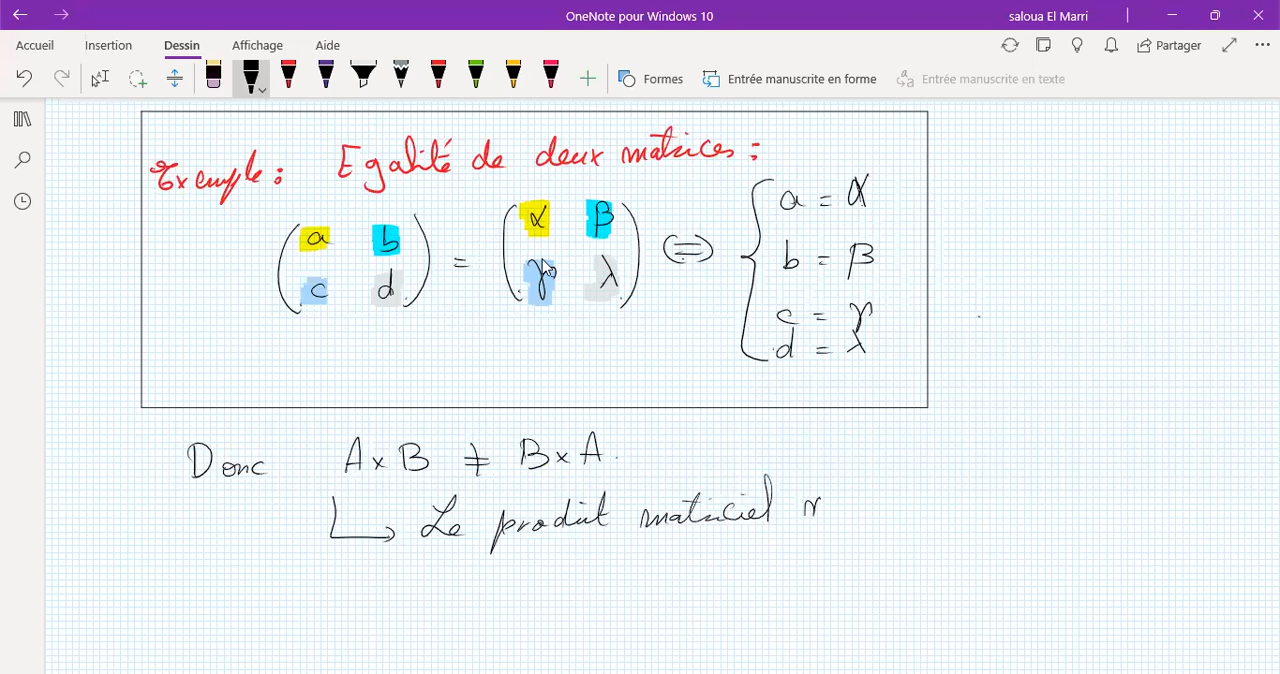 OneNote pour Windows 10
saloua El Marri
Accueil Insertion Dessin Affichage Aide
Partager
Formes Entrée manuscrite en forme Entrée manuscrite en texte
Exemple : Egalité de deux matrices :
( a b ) = ( α β ) <=> { a = α
( c d ) ( γ λ ) b = β
c = γ
d = λ
Donc A × B ≠ B × A.
↳ Le produit matriciel n